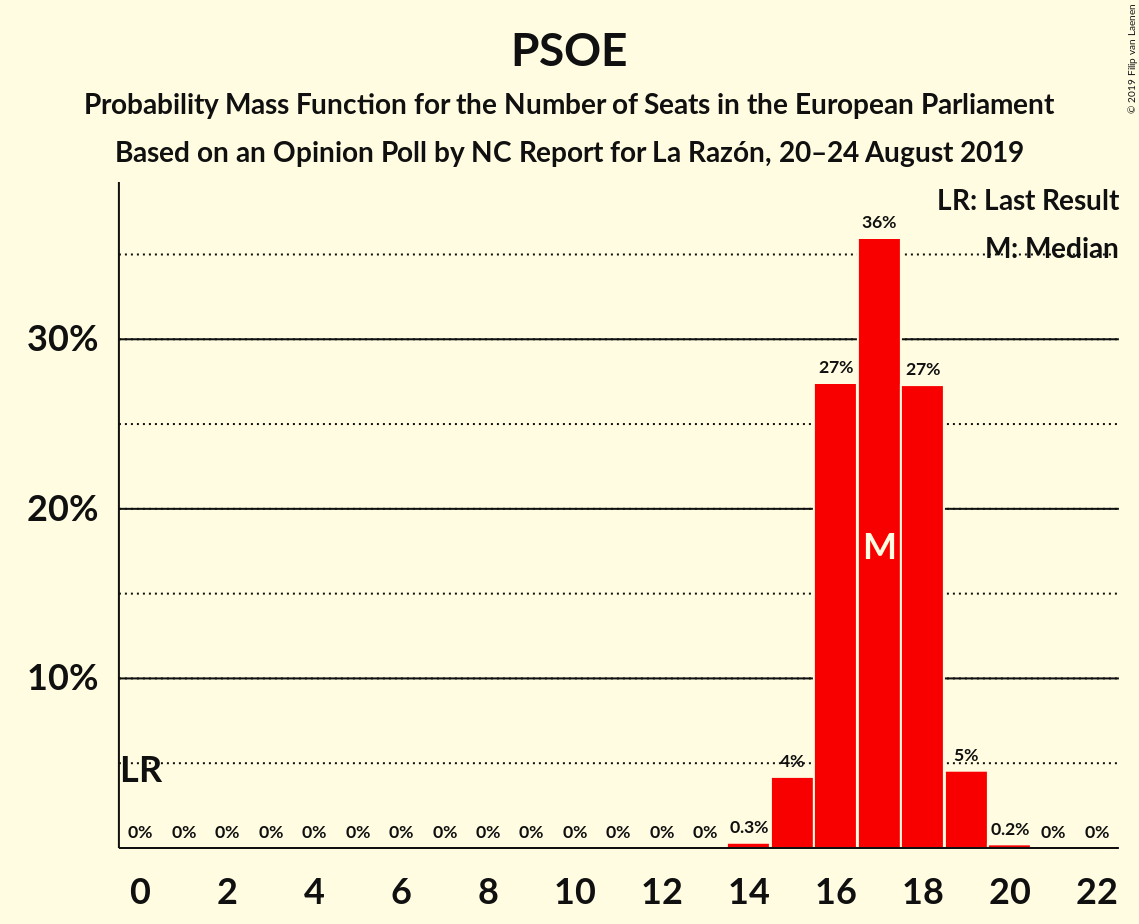 PSOE
Probability Mass Function for the Number of Seats in the European Parliament
Based on an Opinion Poll by NC Report for La Razón, 20–24 August 2019
© 2019 Filip van Laenen
LR: Last Result
M: Median
36%
30%
27% 27%
20%
M
10%
LR
4% 5%
0% 0% 0% 0% 0% 0% 0% 0% 0% 0% 0% 0% 0% 0% 0.3% 0.2% 0% 0%
0 2 4 6 8 10 12 14 16 18 20 22